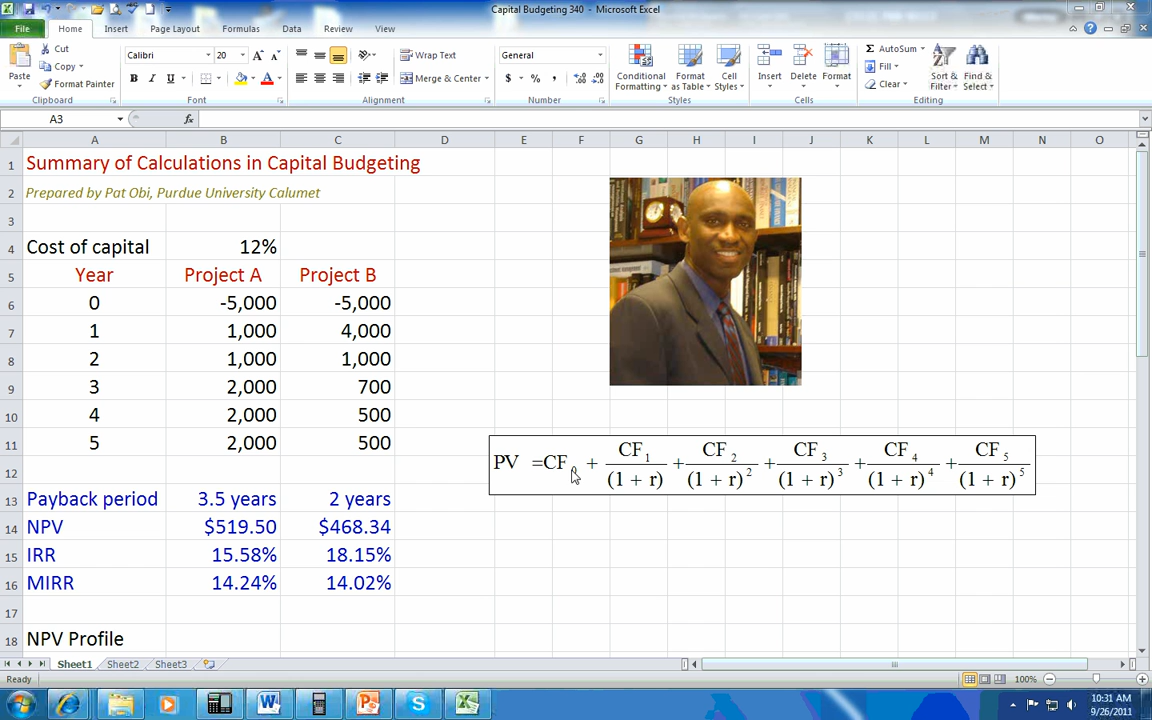 Capital Budgeting 340 - Microsoft Excel
File Home Insert Page Layout Formulas Data Review View
Paste
Cut
Copy
Format Painter
Calibri 20
B I U
Wrap Text
Merge & Center
General
$ % ,
Conditional Formatting
Format as Table
Cell Styles
Insert
Delete
Format
AutoSum
Fill
Clear
Sort & Filter
Find & Select
Clipboard Font Alignment Number Styles Cells Editing
A3 fx
A B C D E F G H I J K L M N O
1 Summary of Calculations in Capital Budgeting
2 Prepared by Pat Obi, Purdue University Calumet
3
4 Cost of capital 12%
5 Year Project A Project B
6 0 -5,000 -5,000
7 1 1,000 4,000
8 2 1,000 1,000
9 3 2,000 700
10 4 2,000 500
11 5 2,000 500
PV =CF0 + CF1/(1 + r) + CF2/(1 + r)2 + CF3/(1 + r)3 + CF4/(1 + r)4 + CF5/(1 + r)5
12
13 Payback period 3.5 years 2 years
14 NPV $519.50 $468.34
15 IRR 15.58% 18.15%
16 MIRR 14.24% 14.02%
17
18 NPV Profile
Sheet1 Sheet2 Sheet3
Ready 100%
10:31 AM
9/26/2011